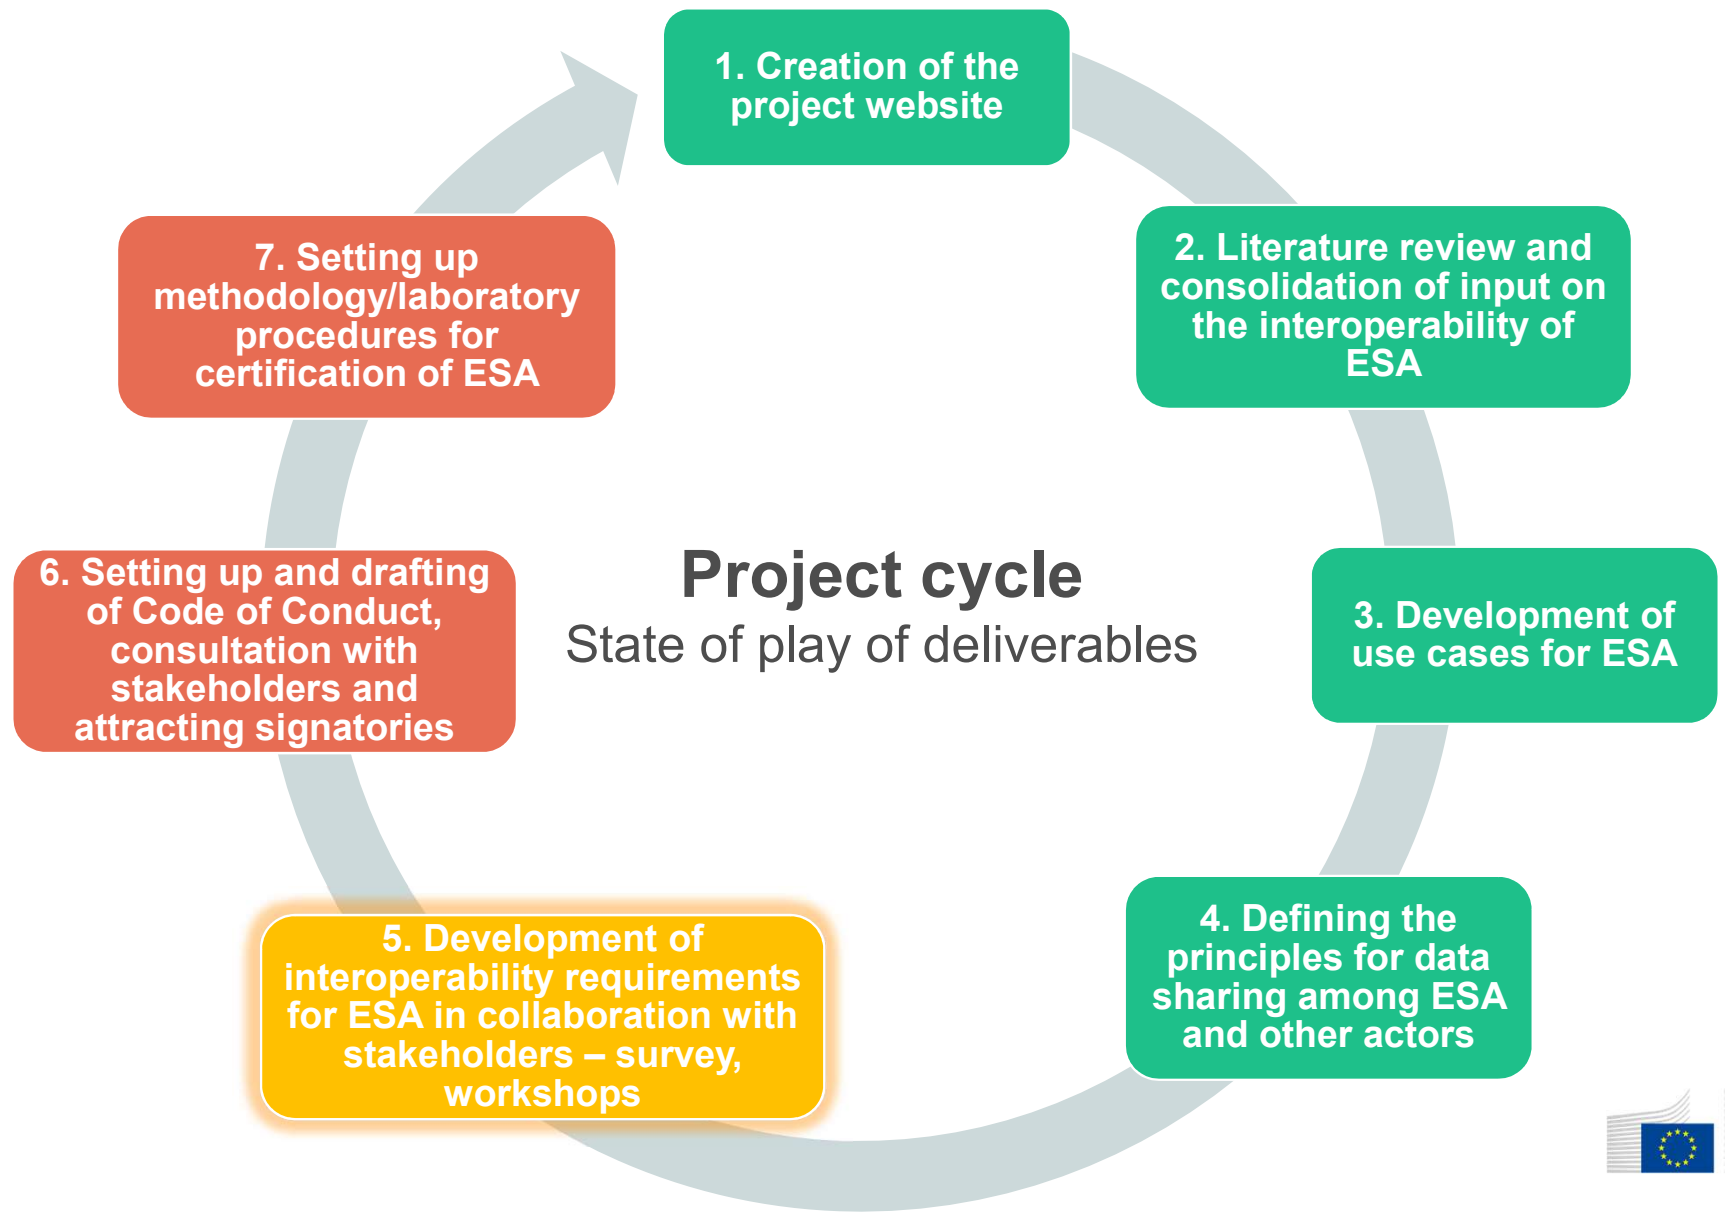 1. Creation of the
project website
2. Literature review and
consolidation of input on
the interoperability of
ESA
3. Development of
use cases for ESA
4. Defining the
principles for data
sharing among ESA
and other actors
5. Development of
interoperability requirements
for ESA in collaboration with
stakeholders – survey,
workshops
6. Setting up and drafting
of Code of Conduct,
consultation with
stakeholders and
attracting signatories
7. Setting up
methodology/laboratory
procedures for
certification of ESA
Project cycle
State of play of deliverables